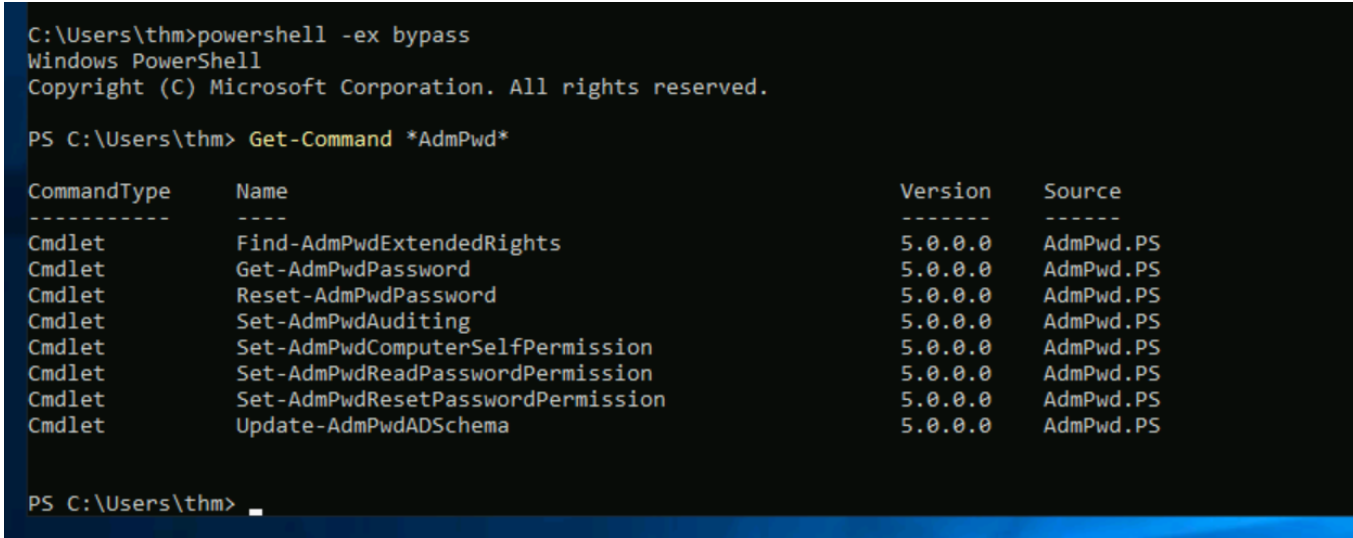 C:\Users\thm>powershell -ex bypass
Windows PowerShell
Copyright (C) Microsoft Corporation. All rights reserved.
PS C:\Users\thm> Get-Command *AdmPwd*
CommandType Name Version Source
----------- ---- ------- ------
Cmdlet Find-AdmPwdExtendedRights 5.0.0.0 AdmPwd.PS
Cmdlet Get-AdmPwdPassword 5.0.0.0 AdmPwd.PS
Cmdlet Reset-AdmPwdPassword 5.0.0.0 AdmPwd.PS
Cmdlet Set-AdmPwdAuditing 5.0.0.0 AdmPwd.PS
Cmdlet Set-AdmPwdComputerSelfPermission 5.0.0.0 AdmPwd.PS
Cmdlet Set-AdmPwdReadPasswordPermission 5.0.0.0 AdmPwd.PS
Cmdlet Set-AdmPwdResetPasswordPermission 5.0.0.0 AdmPwd.PS
Cmdlet Update-AdmPwdADSchema 5.0.0.0 AdmPwd.PS
PS C:\Users\thm>